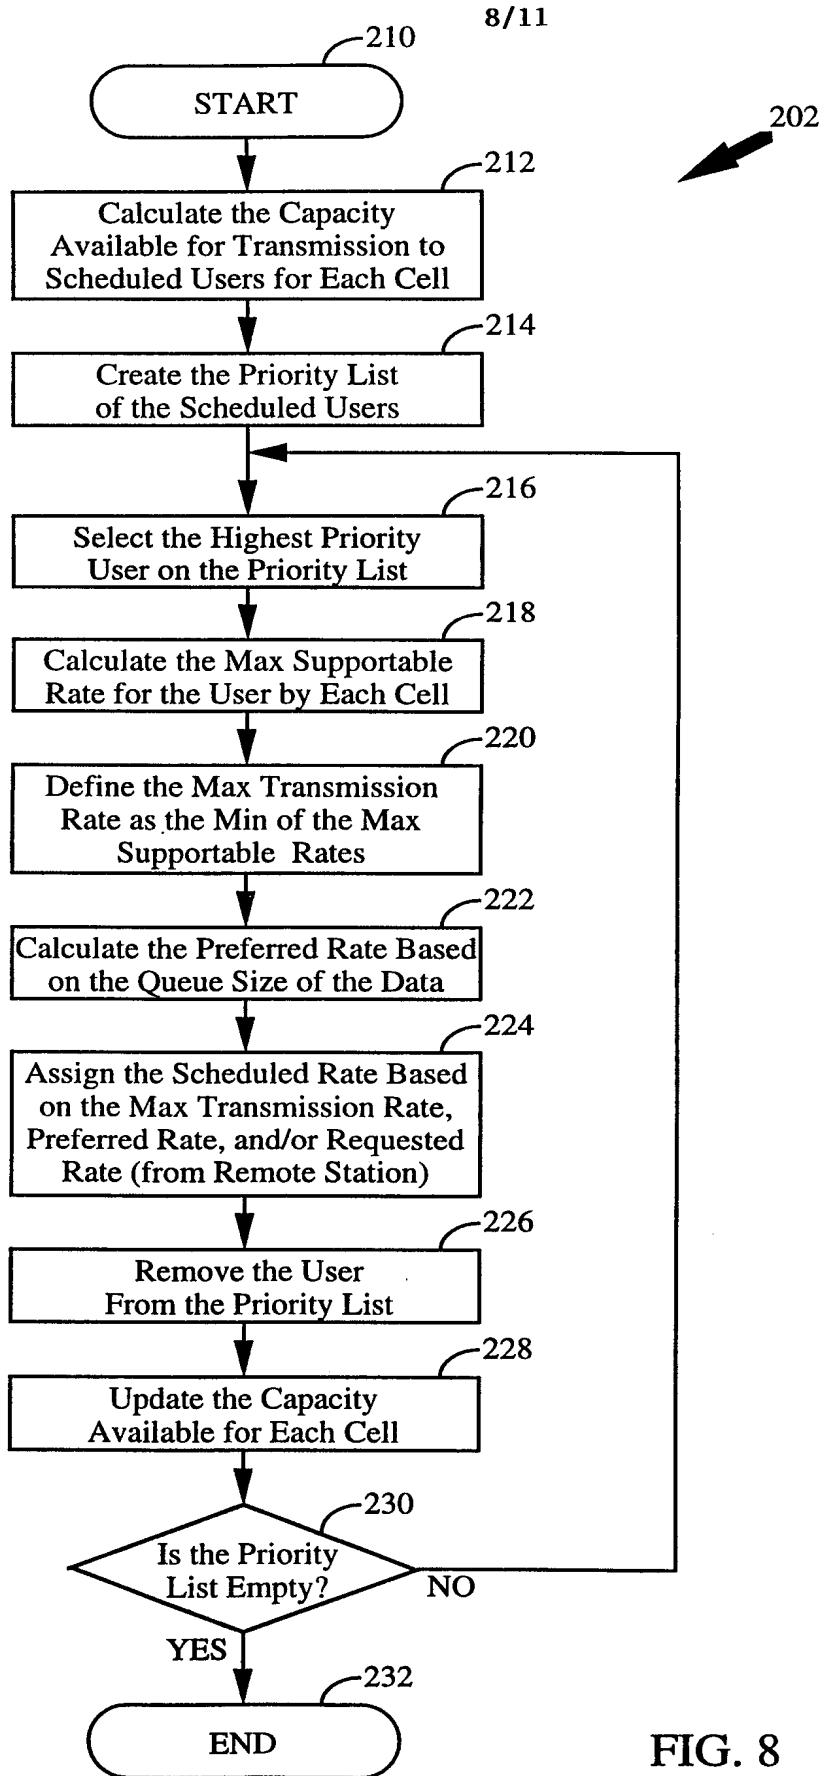 8/11
210
START
202
212
Calculate the Capacity
Available for Transmission to
Scheduled Users for Each Cell
214
Create the Priority List
of the Scheduled Users
216
Select the Highest Priority
User on the Priority List
218
Calculate the Max Supportable
Rate for the User by Each Cell
220
Define the Max Transmission
Rate as the Min of the Max
Supportable Rates
222
Calculate the Preferred Rate Based
on the Queue Size of the Data
224
Assign the Scheduled Rate Based
on the Max Transmission Rate,
Preferred Rate, and/or Requested
Rate (from Remote Station)
226
Remove the User
From the Priority List
228
Update the Capacity
Available for Each Cell
230
Is the Priority
List Empty?
NO
YES
232
END
FIG. 8